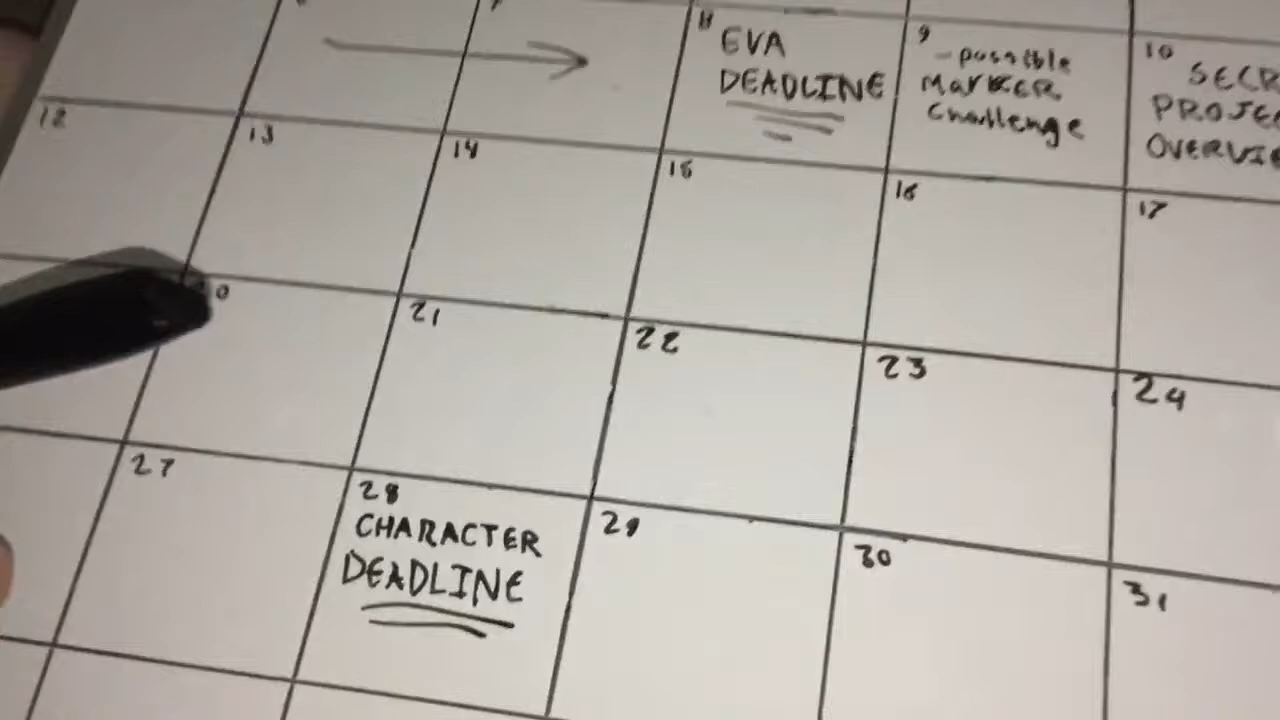 8
EVA
DEADLINE
9
-possible
MARKER
challenge
10
12
13
14
15
16
17
21
22
23
24
27
28
CHARACTER
DEADLINE
29
30
31